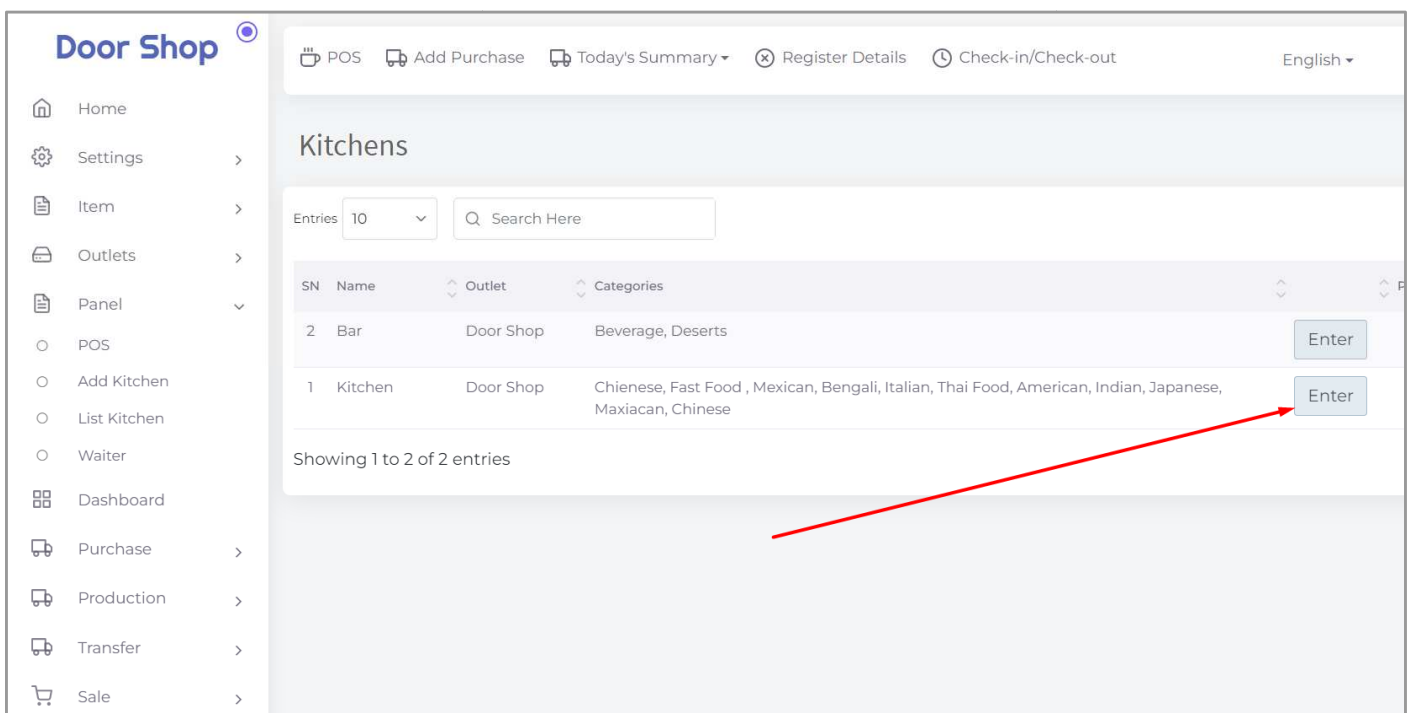 Door Shop
POS Add Purchase Today's Summary Register Details Check-in/Check-out English
Home
Settings
Item
Outlets
Panel
POS
Add Kitchen
List Kitchen
Waiter
Dashboard
Purchase
Production
Transfer
Sale
Kitchens
Entries 10 Search Here
SN Name Outlet Categories P
2 Bar Door Shop Beverage, Deserts Enter
1 Kitchen Door Shop Chienese, Fast Food , Mexican, Bengali, Italian, Thai Food, American, Indian, Japanese, Enter
Maxiacan, Chinese
Showing 1 to 2 of 2 entries